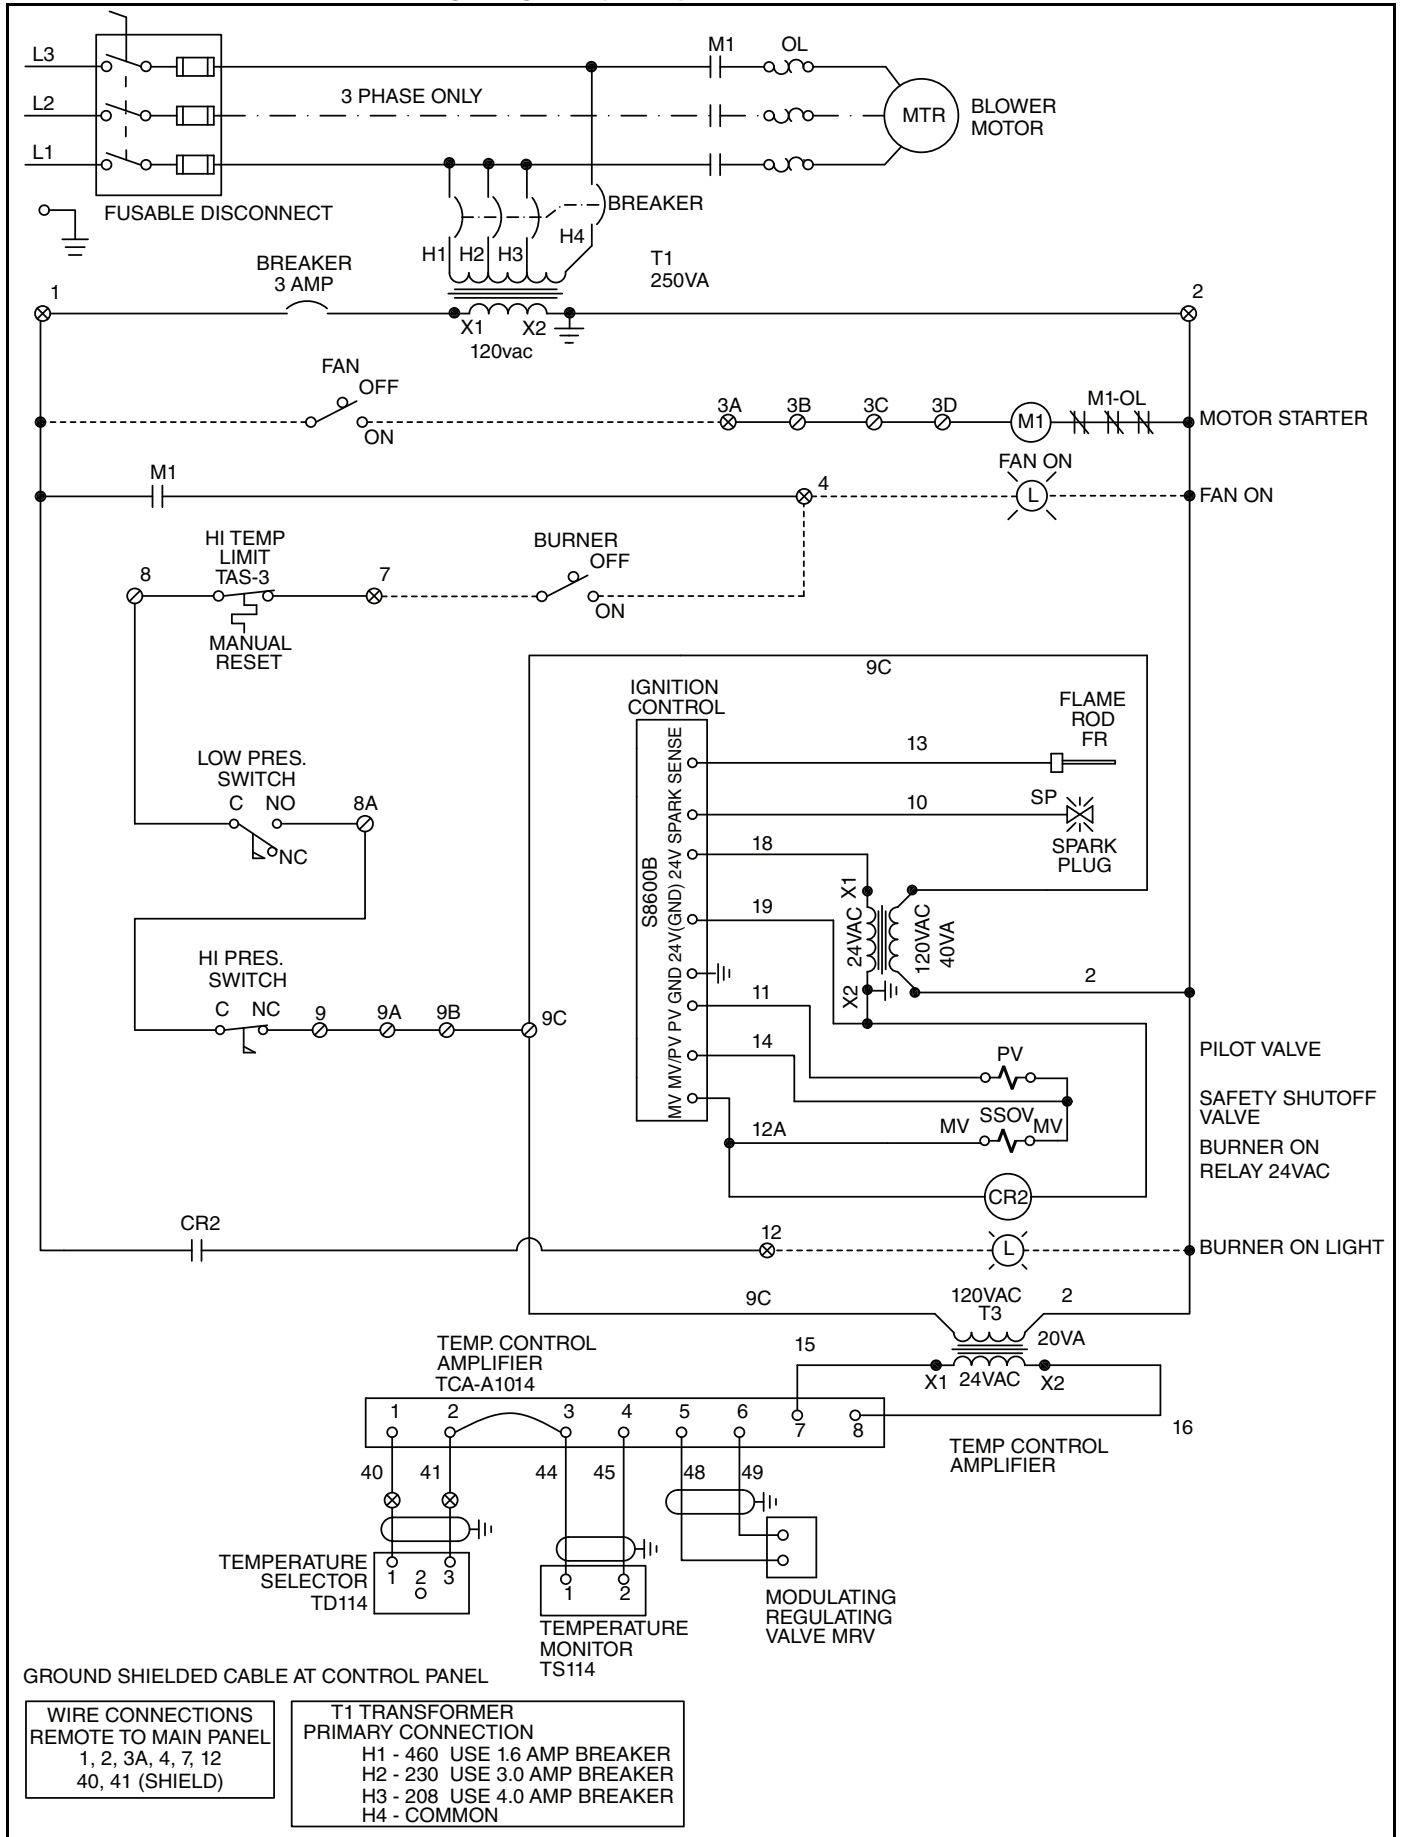 M1 OL
L3
3 PHASE ONLY
L2
MTR
BLOWER
MOTOR
L1
BREAKER
FUSABLE DISCONNECT
H1 H2 H3 H4
T1
250VA
BREAKER
3 AMP
1
2
X1 X2
120vac
FAN
OFF
ON
3A 3B 3C 3D
M1
M1-OL
MOTOR STARTER
M1
4
FAN ON
L
FAN ON
HI TEMP
LIMIT
TAS-3
8
7
MANUAL
RESET
BURNER
OFF
ON
9C
IGNITION
CONTROL
S8600B
MV MV/PV PV GND 24V(GND) 24V SPARK SENSE
13
FLAME
ROD
FR
10
SP
SPARK
PLUG
18
19
X1
24VAC
X2
120VAC
40VA
2
LOW PRES.
SWITCH
C NO
NC
8A
HI PRES.
SWITCH
C NC
9 9A 9B 9C
11
PV
PILOT VALVE
14
SSOV
MV MV
SAFETY SHUTOFF
VALVE
12A
BURNER ON
RELAY 24VAC
CR2
CR2
12
L
BURNER ON LIGHT
9C
120VAC
T3
2
20VA
X1 24VAC X2
15
16
TEMP. CONTROL
AMPLIFIER
TCA-A1014
1 2 3 4 5 6 7 8
TEMP CONTROL
AMPLIFIER
40 41 44 45 48 49
TEMPERATURE
SELECTOR
TD114
1 2 3
1 2
TEMPERATURE
MONITOR
TS114
MODULATING
REGULATING
VALVE MRV
GROUND SHIELDED CABLE AT CONTROL PANEL
WIRE CONNECTIONS
REMOTE TO MAIN PANEL
1, 2, 3A, 4, 7, 12
40, 41 (SHIELD)
T1 TRANSFORMER
PRIMARY CONNECTION
H1 - 460 USE 1.6 AMP BREAKER
H2 - 230 USE 3.0 AMP BREAKER
H3 - 208 USE 4.0 AMP BREAKER
H4 - COMMON